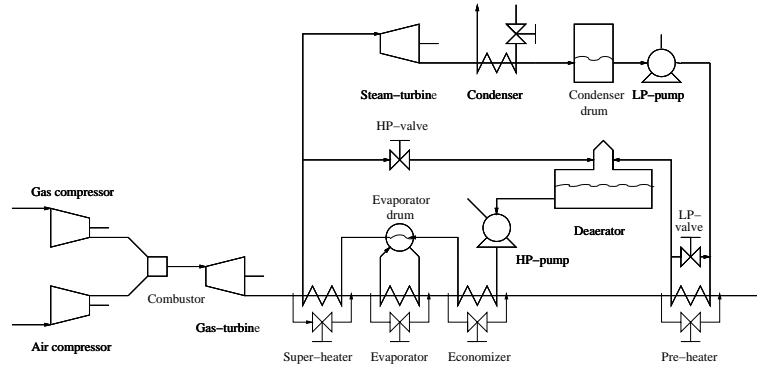 Steam-turbine
Condenser
Condenser
drum
LP-pump
HP-valve
Gas compressor
Evaporator
drum
Deaerator
LP-
valve
HP-pump
Combustor
Gas-turbine
Air compressor
Super-heater
Evaporator
Economizer
Pre-heater